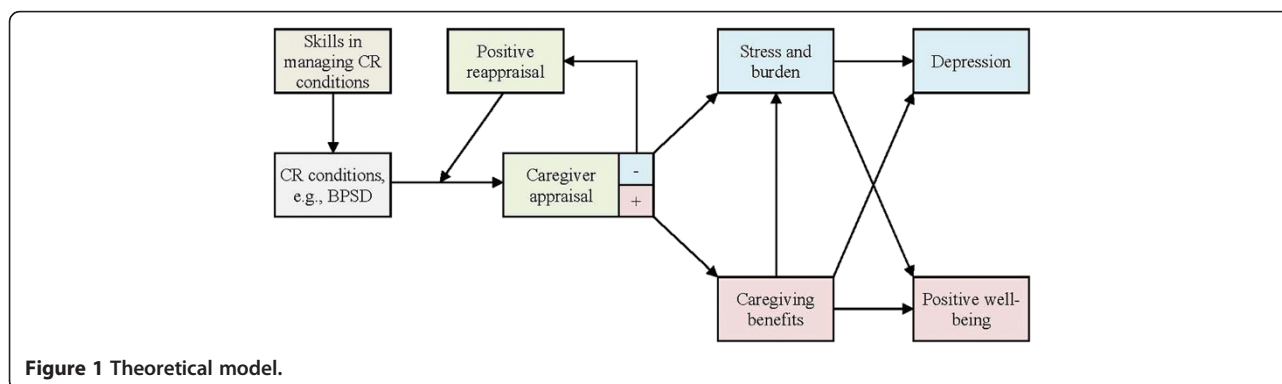 Skills in
managing CR
conditions
Positive
reappraisal
Stress and
burden
Depression
CR conditions,
e.g., BPSD
Caregiver
appraisal
-
+
Caregiving
benefits
Positive well-
being
Figure 1 Theoretical model.